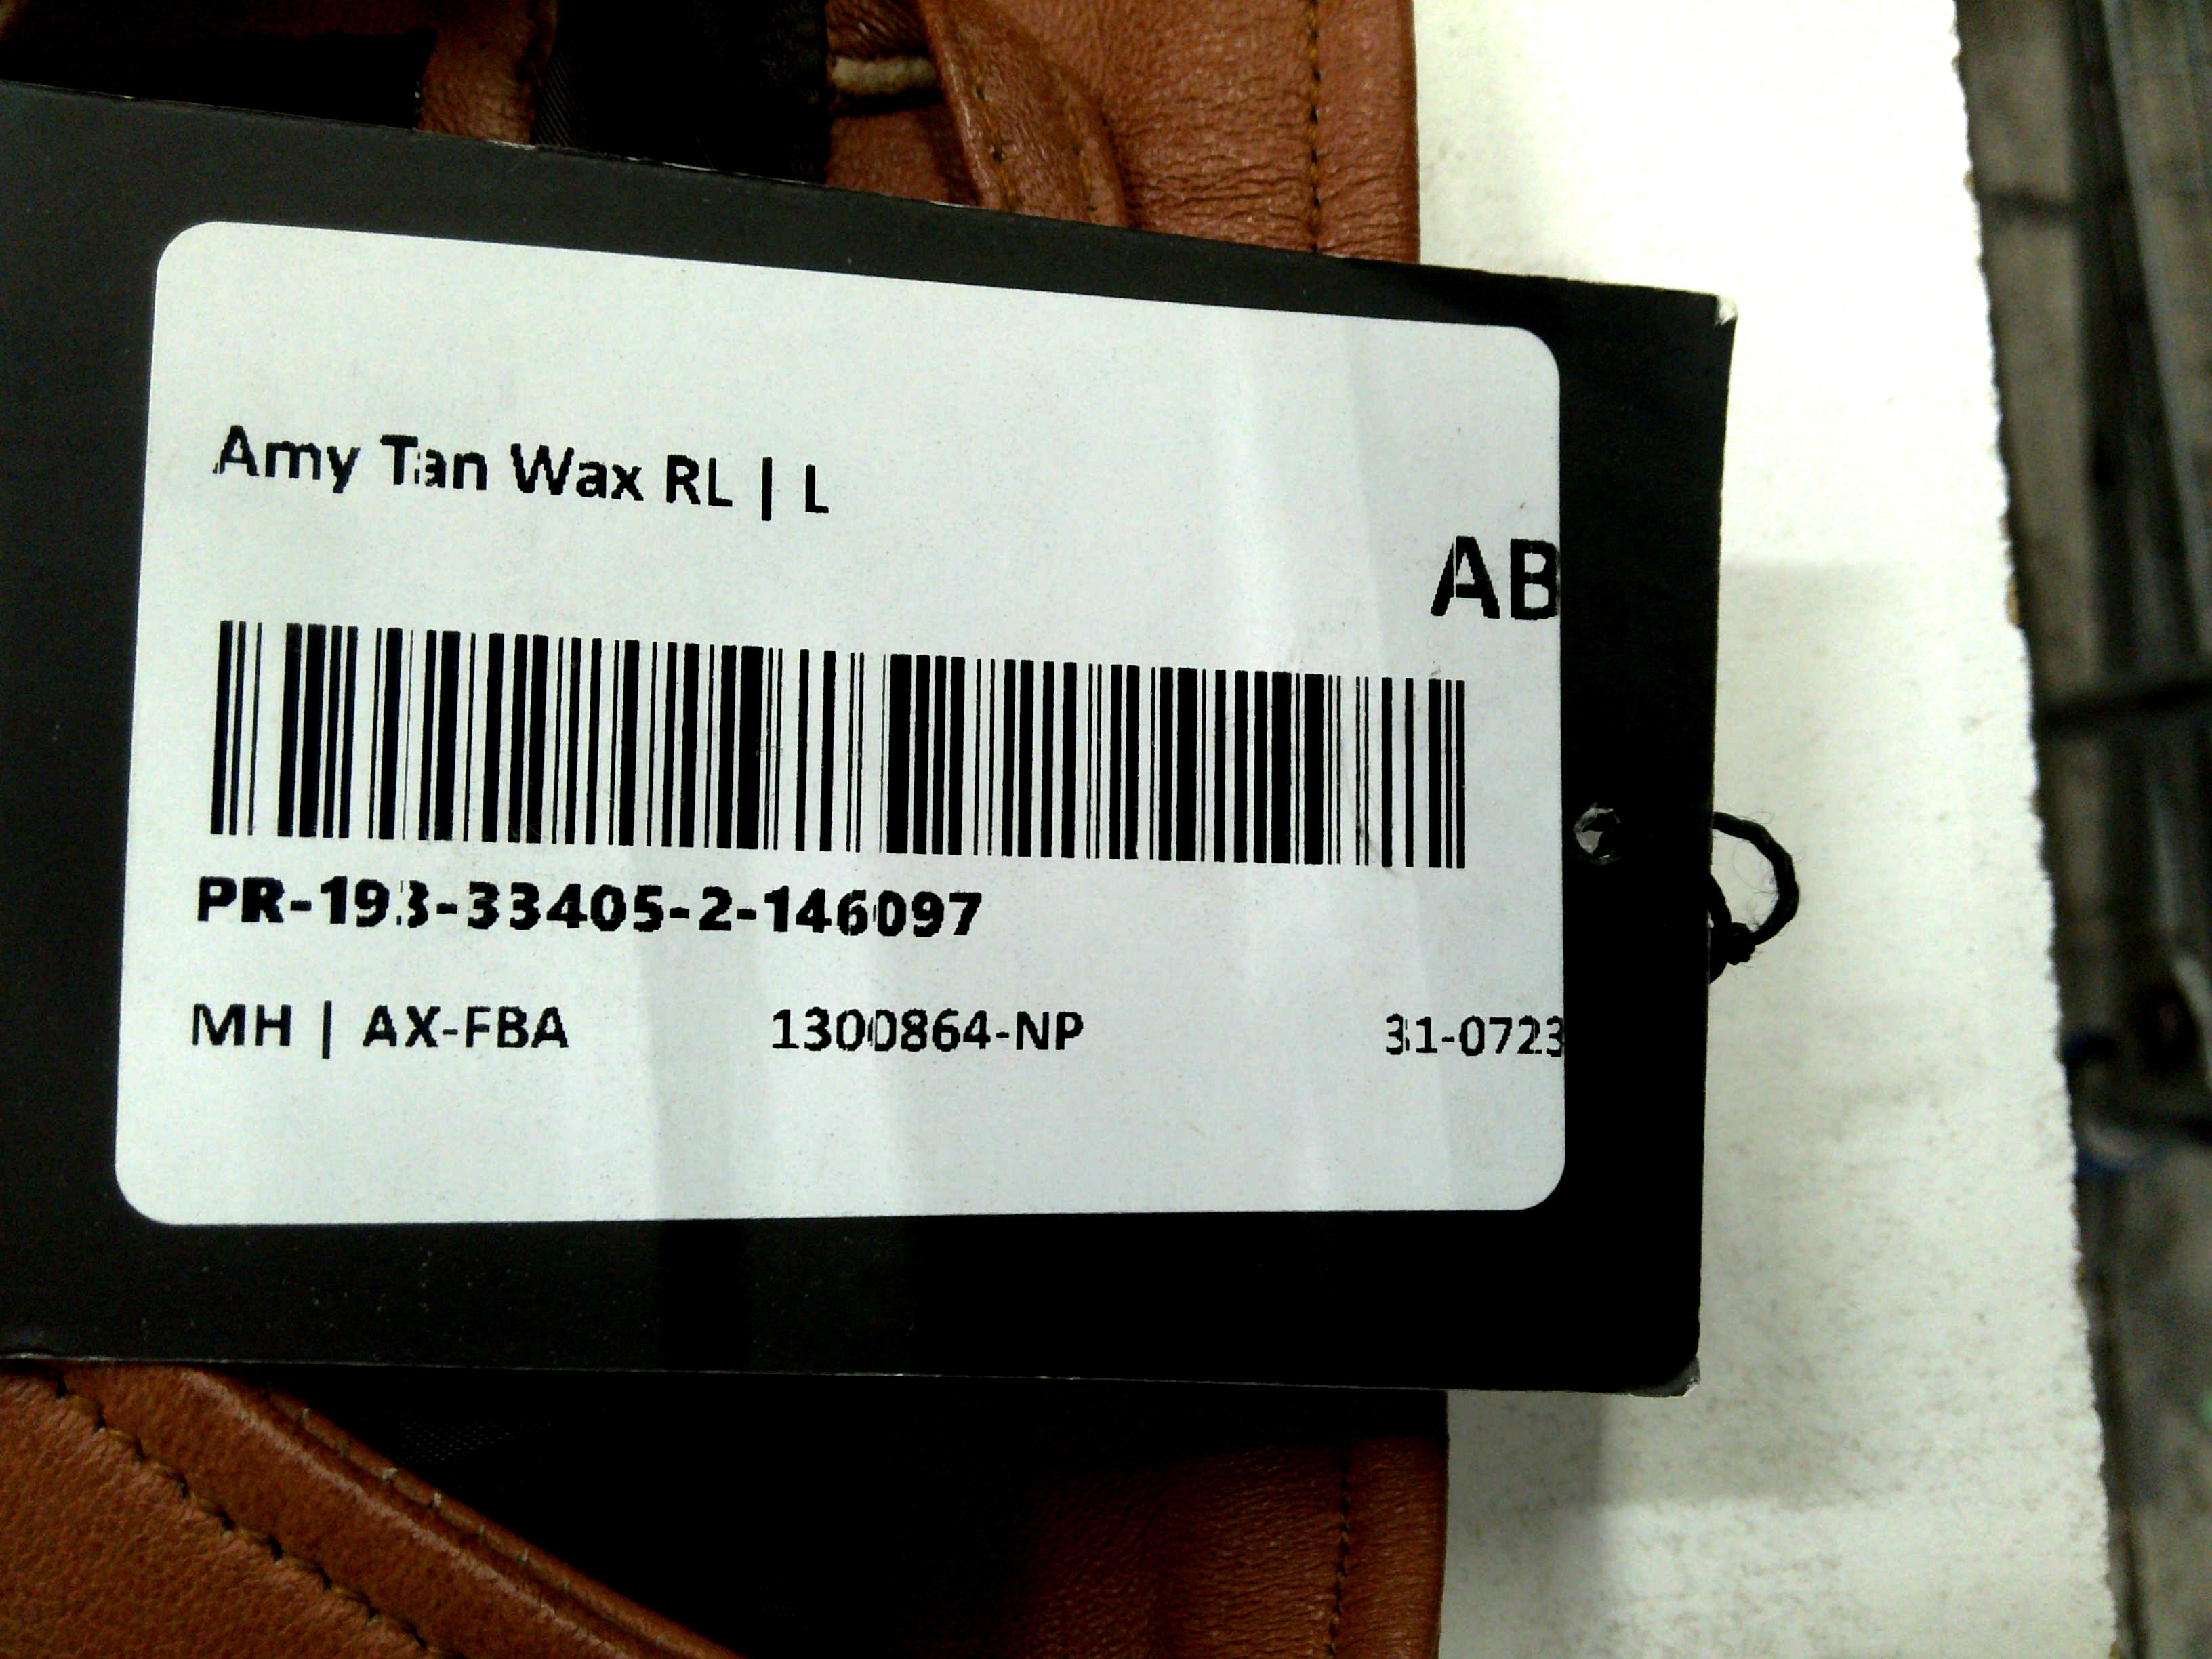 Amy Tan Wax RL | L
AB
PR-193-33405-2-146097
MH | AX-FBA 1300864-NP 31-0723